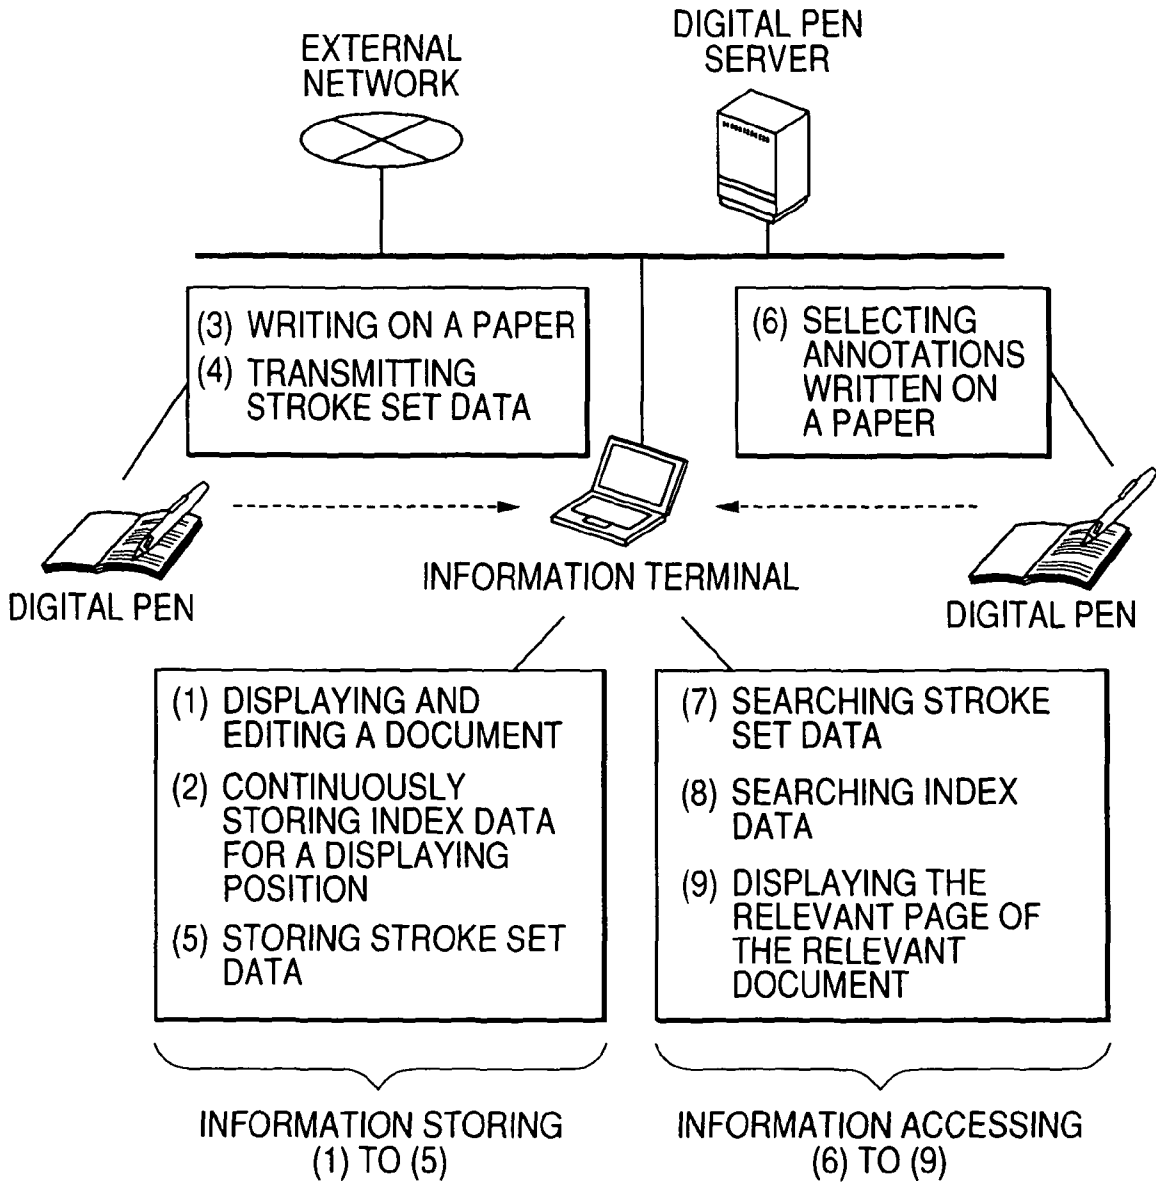 EXTERNAL
NETWORK
DIGITAL PEN
SERVER
(3) WRITING ON A PAPER
(4) TRANSMITTING
STROKE SET DATA
(6) SELECTING
ANNOTATIONS
WRITTEN ON
A PAPER
DIGITAL PEN
INFORMATION TERMINAL
DIGITAL PEN
(1) DISPLAYING AND
EDITING A DOCUMENT
(2) CONTINUOUSLY
STORING INDEX DATA
FOR A DISPLAYING
POSITION
(5) STORING STROKE SET
DATA
(7) SEARCHING STROKE
SET DATA
(8) SEARCHING INDEX
DATA
(9) DISPLAYING THE
RELEVANT PAGE OF
THE RELEVANT
DOCUMENT
INFORMATION STORING
(1) TO (5)
INFORMATION ACCESSING
(6) TO (9)